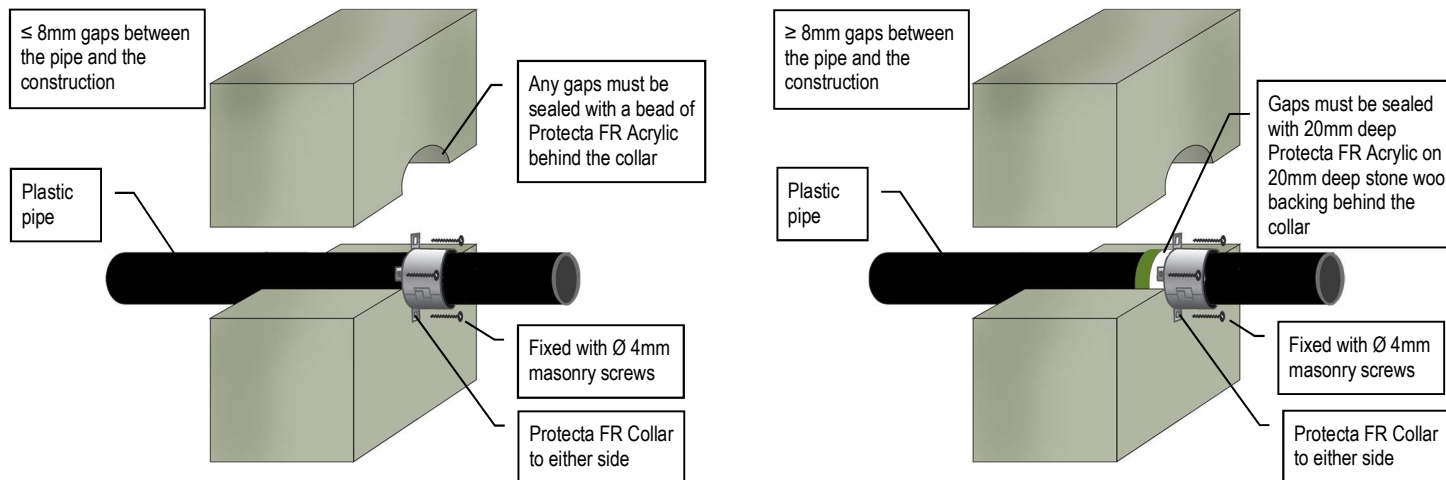 ≤ 8mm gaps between
the pipe and the
construction
Any gaps must be
sealed with a bead of
Protecta FR Acrylic
behind the collar
Plastic
pipe
Fixed with Ø 4mm
masonry screws
Protecta FR Collar
to either side
≥ 8mm gaps between
the pipe and the
construction
Gaps must be sealed
with 20mm deep
Protecta FR Acrylic on
20mm deep stone woo
backing behind the
collar
Plastic
pipe
Fixed with Ø 4mm
masonry screws
Protecta FR Collar
to either side